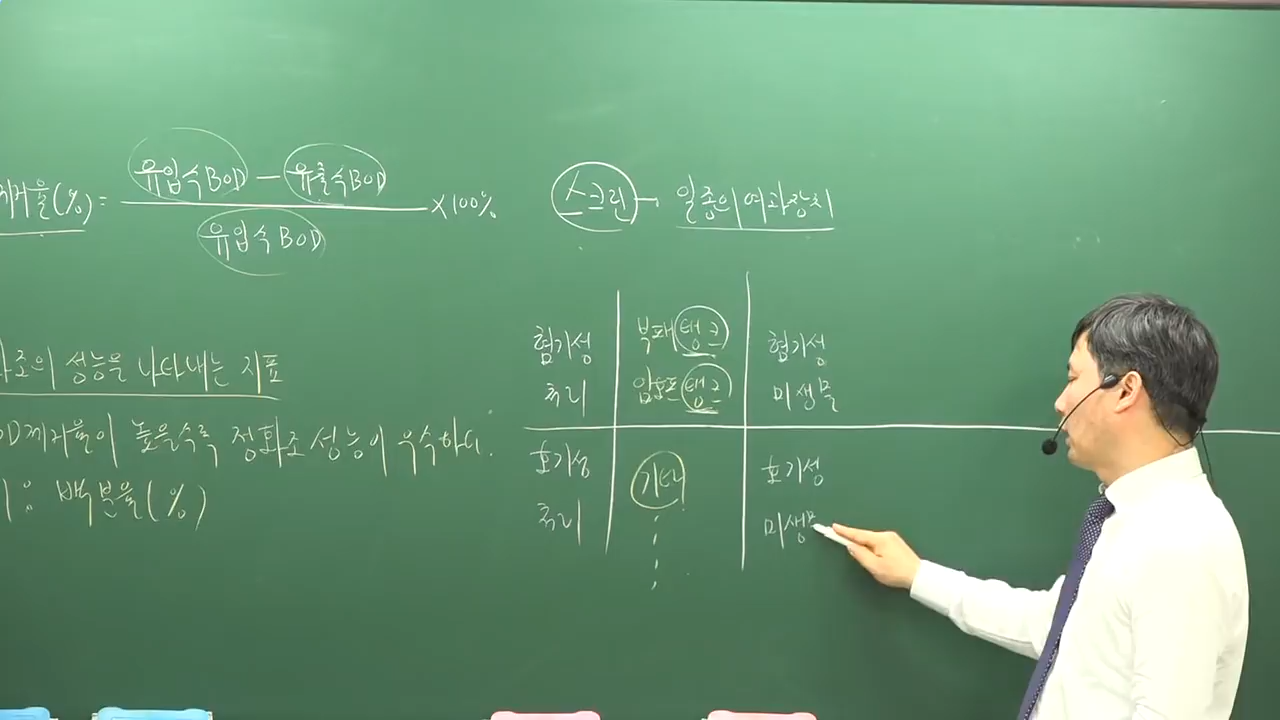 거율(%) = 유입수BOD - 유출수BOD / 유입수BOD ×100%
조의 성능을 나타내는 지표
OD제거율이 높을수록 정화조 성능이 우수하다.
: 백분율(%)
스크린 → 일종의 여과장치
혐기성 부패탱크 혐기성
처리 임호프탱크 미생물
호기성 기타 호기성
처리 미생물